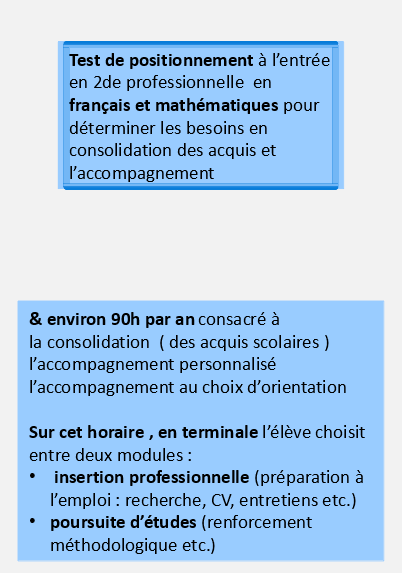 Test de positionnement à l’entrée
en 2de professionnelle en
français et mathématiques pour
déterminer les besoins en
consolidation des acquis et
l’accompagnement
& environ 90h par an consacré à
la consolidation ( des acquis scolaires )
l’accompagnement personnalisé
l’accompagnement au choix d’orientation
Sur cet horaire , en terminale l’élève choisit
entre deux modules :
• insertion professionnelle (préparation à
l’emploi : recherche, CV, entretiens etc.)
• poursuite d’études (renforcement
méthodologique etc.)